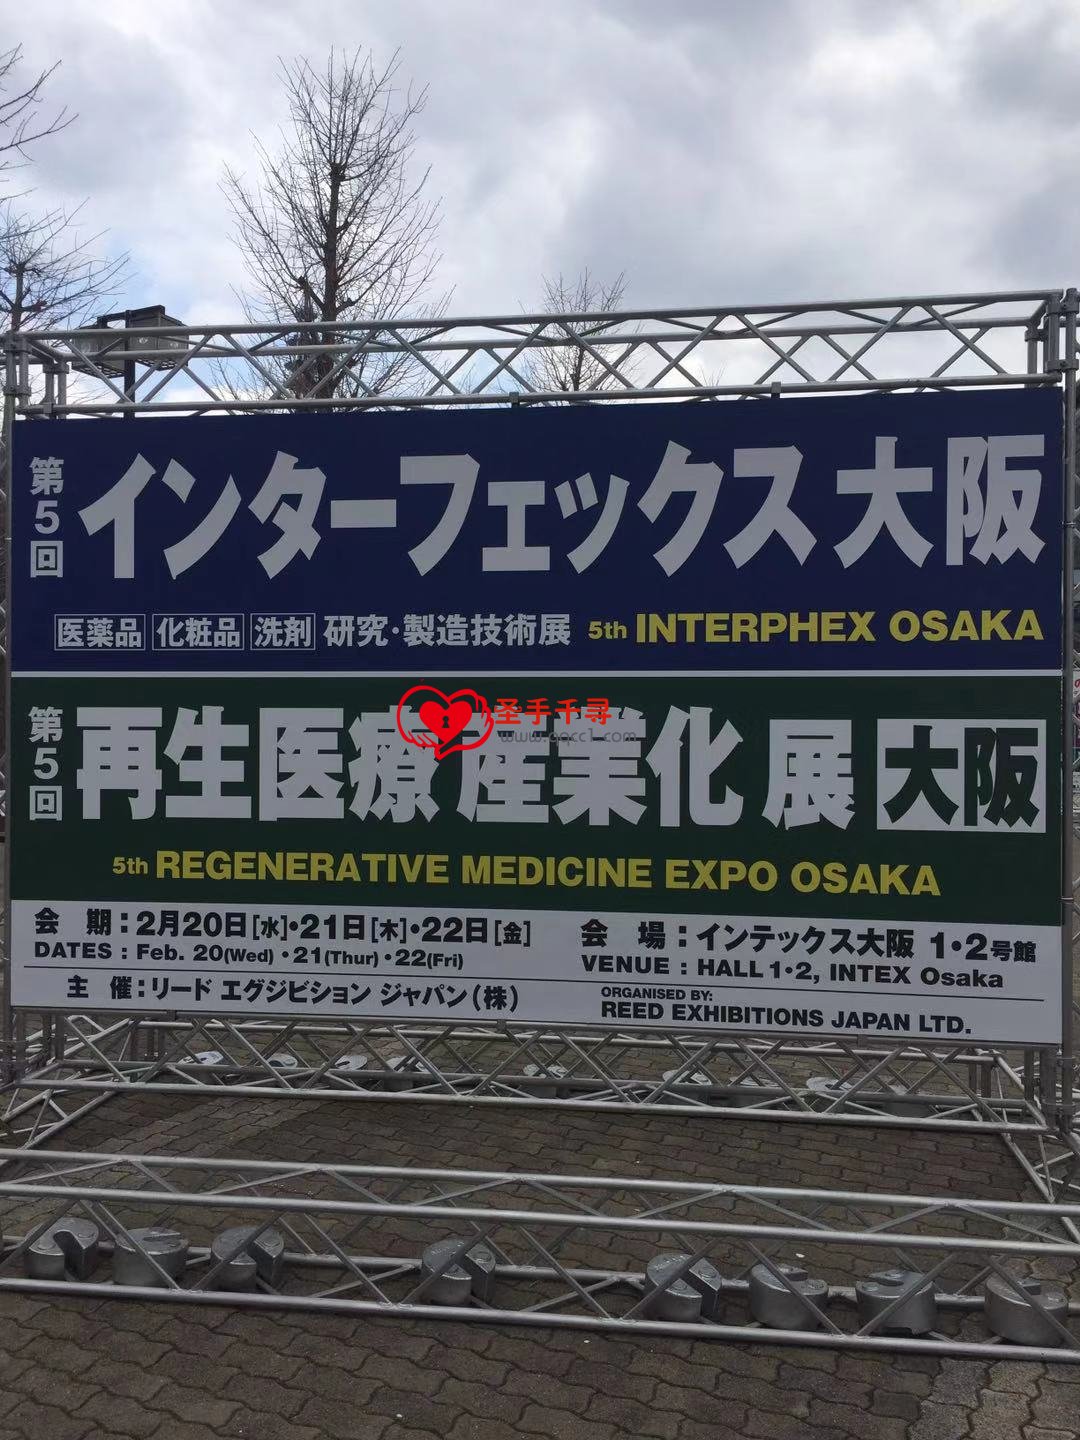 第5回
インターフェックス大阪
医薬品 化粧品 洗剤 研究・製造技術展 5th INTERPHEX OSAKA
第5回
再生医療 産業化 展 大阪
圣手千寻
5th REGENERATIVE MEDICINE EXPO OSAKA
会 期：2月20日[水]・21日[木]・22日[金]
DATES : Feb. 20(Wed)・21(Thur)・22(Fri)
会 場：インテックス大阪 1・2号館
VENUE : HALL 1・2, INTEX Osaka
主 催：リード エグジビション ジャパン(株)
ORGANISED BY:
REED EXHIBITIONS JAPAN LTD.